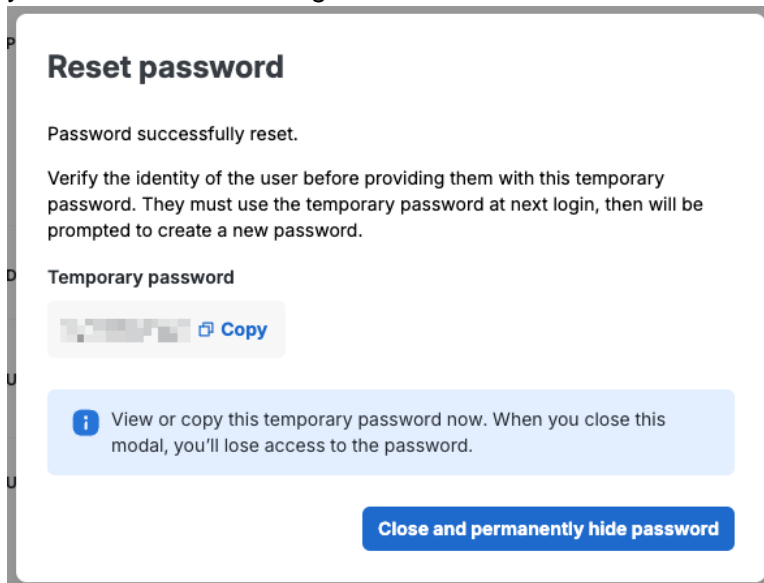 Reset password
Password successfully reset.
Verify the identity of the user before providing them with this temporary
password. They must use the temporary password at next login, then will be
prompted to create a new password.
Temporary password
Copy
View or copy this temporary password now. When you close this
modal, you'll lose access to the password.
Close and permanently hide password